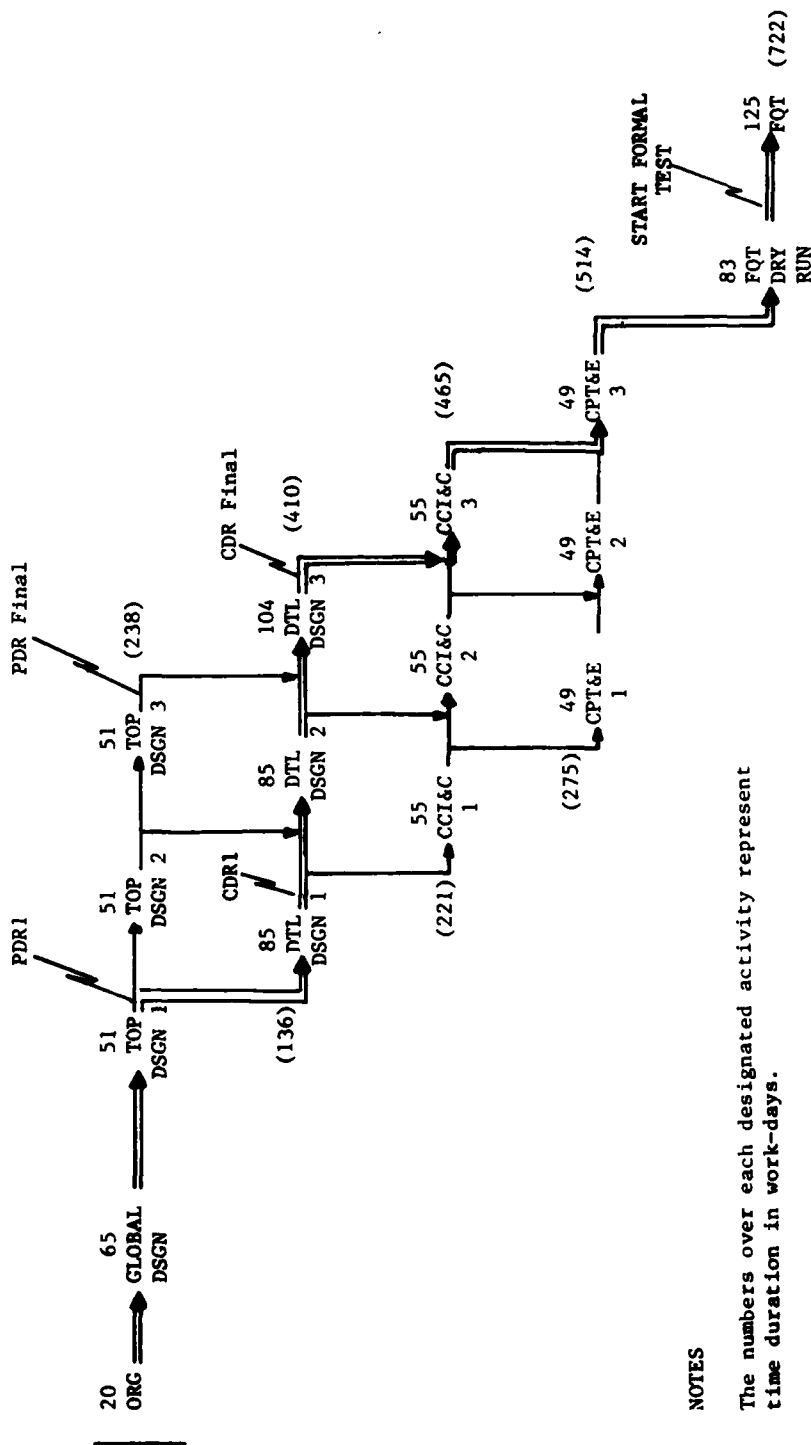 PDR1
PDR Final
20
ORG
65
GLOBAL
DSGN
51
TOP
DSGN 1
51
TOP
DSGN 2
51
TOP
DSGN 3
(238)
(136)
85
DTL
DSGN 1
CDR1
85
DTL
DSGN 2
104
DTL
DSGN 3
CDR Final
(410)
(221)
55
CCI&C
1
55
CCI&C
2
55
CCI&C
3
(465)
(275)
49
CPT&E
1
49
CPT&E
2
49
CPT&E
3
(514)
START FORMAL
TEST
83
FQT
DRY
RUN
125
FQT
(722)
NOTES
The numbers over each designated activity represent
time duration in work-days.